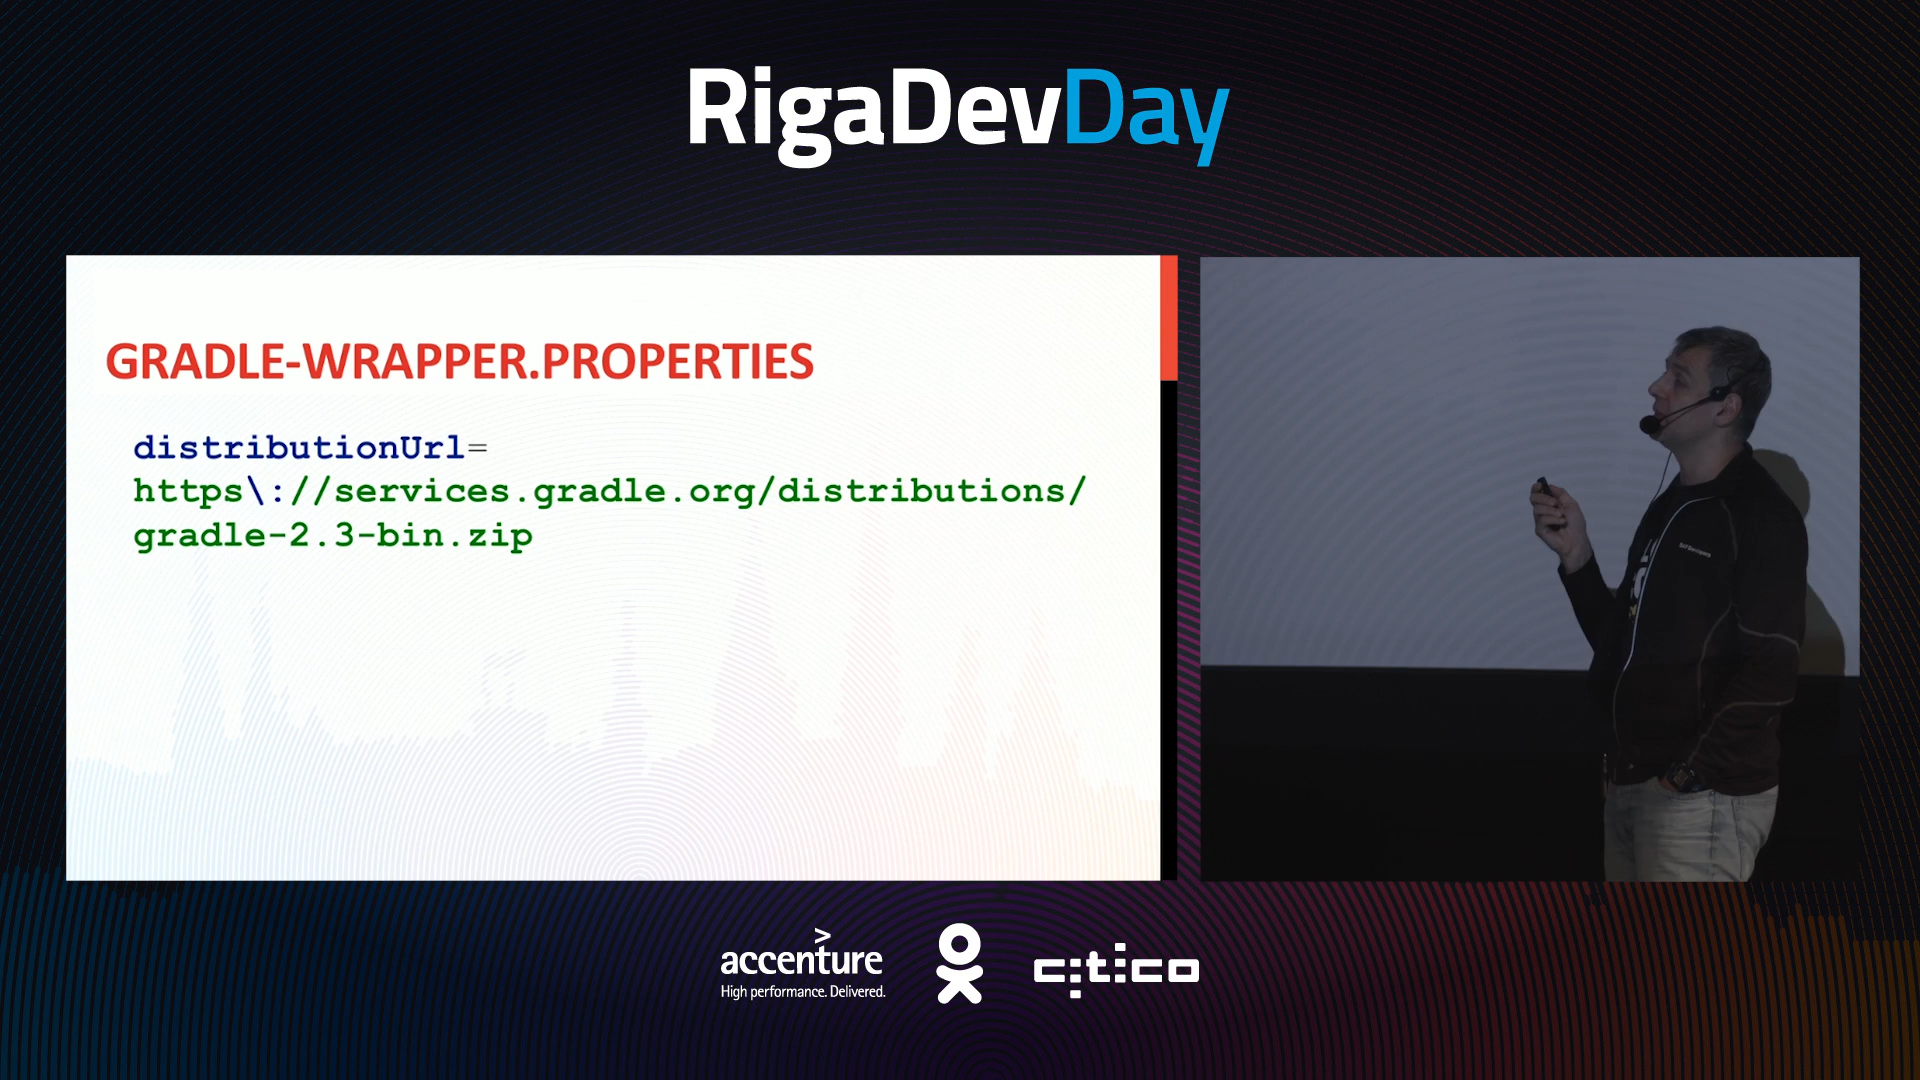 RigaDevDay
GRADLE-WRAPPER.PROPERTIES
distributionUrl=
https\://services.gradle.org/distributions/
gradle-2.3-bin.zip
>
accenture
High performance. Delivered.
citico